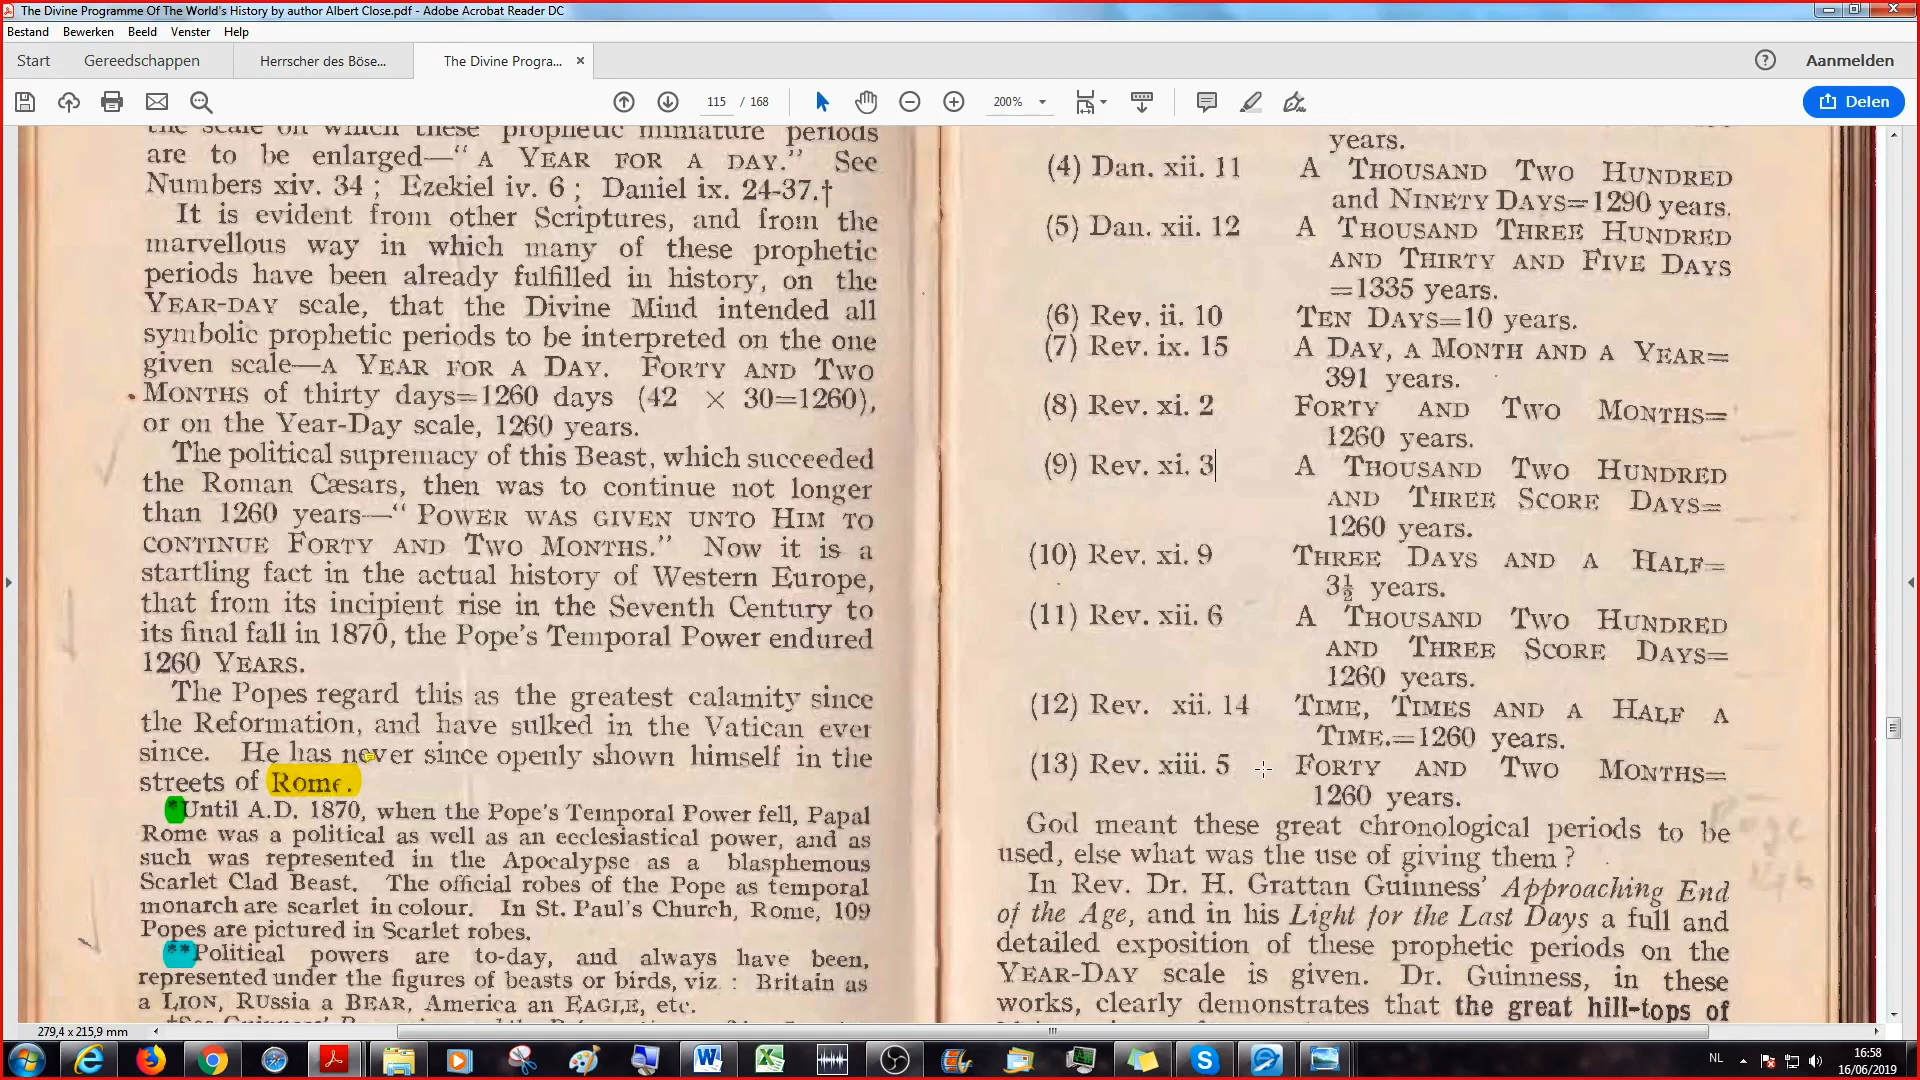 The Divine Programme Of The World's History by author Albert Close.pdf - Adobe Acrobat Reader DC
Bestand Bewerken Beeld Venster Help
Start Gereedschappen Herrscher des Böse... The Divine Progra... Aanmelden
115 / 168 200% Delen
the scale on which these prophetic miniature periods
are to be enlarged—“A YEAR FOR A DAY.” See
Numbers xiv. 34 ; Ezekiel iv. 6 ; Daniel ix. 24-37.†
It is evident from other Scriptures, and from the
marvellous way in which many of these prophetic
periods have been already fulfilled in history, on the
YEAR-DAY scale, that the Divine Mind intended all
symbolic prophetic periods to be interpreted on the one
given scale—A YEAR FOR A DAY. FORTY AND TWO
MONTHS of thirty days=1260 days (42 × 30=1260),
or on the Year-Day scale, 1260 years.
The political supremacy of this Beast, which succeeded
the Roman Cæsars, then was to continue not longer
than 1260 years—“ POWER WAS GIVEN UNTO HIM TO
CONTINUE FORTY AND TWO MONTHS.” Now it is a
startling fact in the actual history of Western Europe,
that from its incipient rise in the Seventh Century to
its final fall in 1870, the Pope's Temporal Power endured
1260 YEARS.
The Popes regard this as the greatest calamity since
the Reformation, and have sulked in the Vatican ever
since. He has never since openly shown himself in the
streets of Rome.
*Until A.D. 1870, when the Pope's Temporal Power fell, Papal
Rome was a political as well as an ecclesiastical power, and as
such was represented in the Apocalypse as a blasphemous
Scarlet Clad Beast. The official robes of the Pope as temporal
monarch are scarlet in colour. In St. Paul's Church, Rome, 109
Popes are pictured in Scarlet robes.
**Political powers are to-day, and always have been,
represented under the figures of beasts or birds, viz : Britain as
a LION, RUSSIA a BEAR, America an EAGLE, etc.
years.
(4) Dan. xii. 11 A THOUSAND TWO HUNDRED
and NINETY DAYS=1290 years.
(5) Dan. xii. 12 A THOUSAND THREE HUNDRED
AND THIRTY AND FIVE DAYS
=1335 years.
(6) Rev. ii. 10 TEN DAYS=10 years.
(7) Rev. ix. 15 A DAY, A MONTH AND A YEAR=
391 years.
(8) Rev. xi. 2 FORTY AND TWO MONTHS=
1260 years.
(9) Rev. xi. 3 A THOUSAND TWO HUNDRED
AND THREE SCORE DAYS=
1260 years.
(10) Rev. xi. 9 THREE DAYS AND A HALF=
3½ years.
(11) Rev. xii. 6 A THOUSAND TWO HUNDRED
AND THREE SCORE DAYS=
1260 years.
(12) Rev. xii. 14 TIME, TIMES AND A HALF A
TIME.=1260 years.
(13) Rev. xiii. 5 FORTY AND TWO MONTHS=
1260 years.
God meant these great chronological periods to be
used, else what was the use of giving them ?
In Rev. Dr. H. Grattan Guinness' Approaching End
of the Age, and in his Light for the Last Days a full and
detailed exposition of these prophetic periods on the
YEAR-DAY scale is given. Dr. Guinness, in these
works, clearly demonstrates that the great hill-tops of
279,4 x 215,9 mm
NL 16:58
16/06/2019